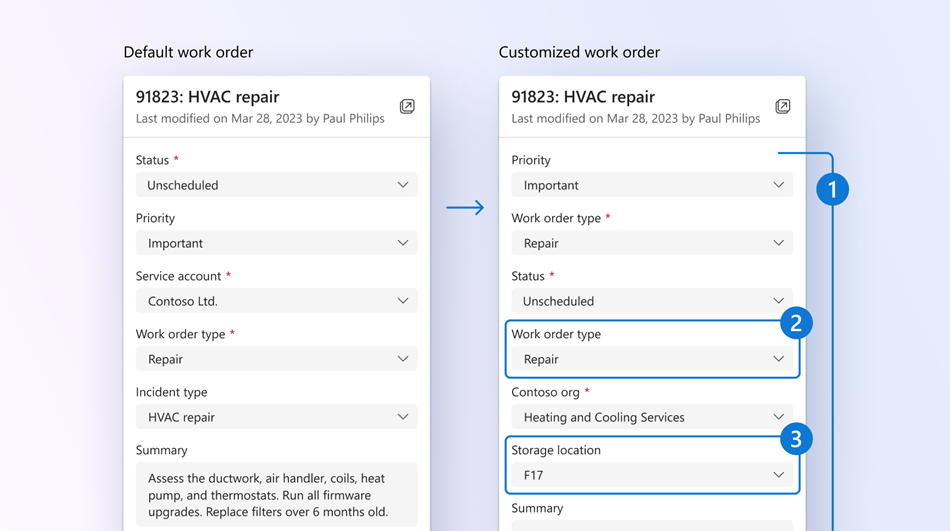 Default work order
91823: HVAC repair
Last modified on Mar 28, 2023 by Paul Philips
Status *
Unscheduled
Priority
Important
Service account *
Contoso Ltd.
Work order type *
Repair
Incident type
HVAC repair
Summary
Assess the ductwork, air handler, coils, heat
pump, and thermostats. Run all firmware
upgrades. Replace filters over 6 months old.
Customized work order
91823: HVAC repair
Last modified on Mar 28, 2023 by Paul Philips
1
Priority
Important
Work order type *
Repair
Status *
Unscheduled
2
Work order type
Repair
Contoso org *
Heating and Cooling Services
3
Storage location
F17
Summary